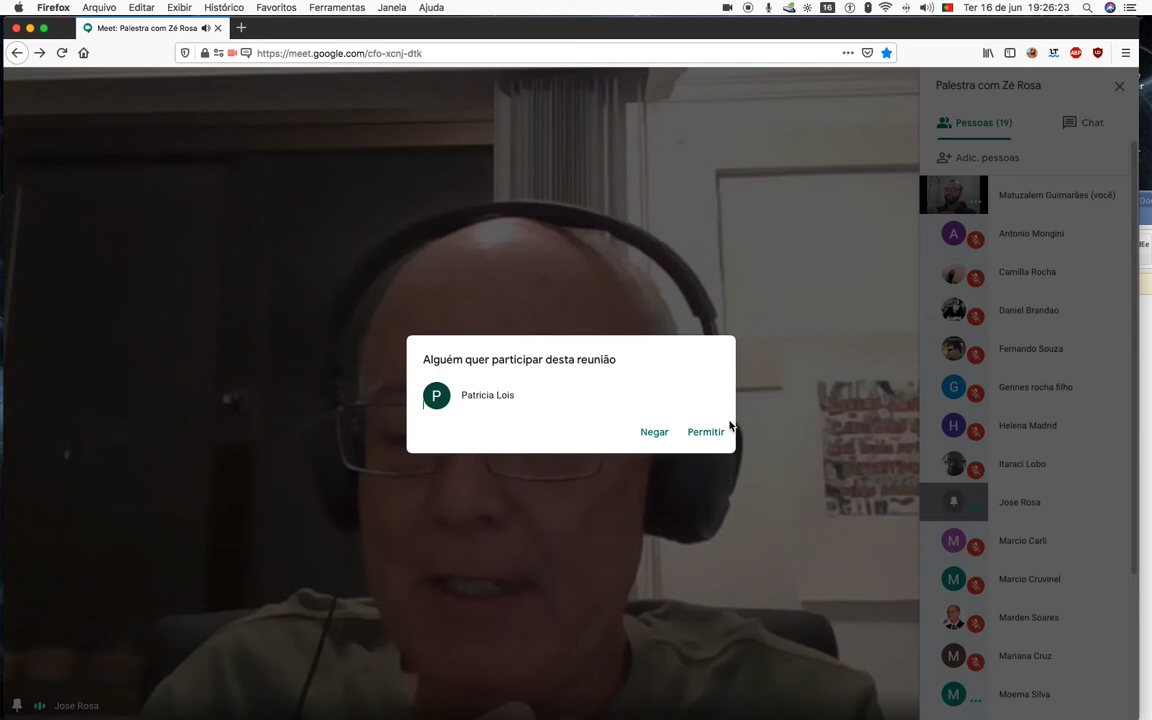 Firefox Arquivo Editar Exibir Histórico Favoritos Ferramentas Janela Ajuda 16 Ter 16 de jun 19:26:23
Meet: Palestra com Zé Rosa
https://meet.google.com/cfo-xcnj-dtk
LT ABP
Palestra com Zé Rosa
Pessoas (19) Chat
Adic. pessoas
Matuzalem Guimarães (você)
A Antonio Mongini
Camilla Rocha
Daniel Brandao
Fernando Souza
G Gennes rocha filho
H Helena Madrid
Itaraci Lobo
Jose Rosa
M Marcio Carli
M Marcio Cruvinel
Marden Soares
M Mariana Cruz
M Moema Silva
Alguém quer participar desta reunião
P Patricia Lois
Negar Permitir
Jose Rosa